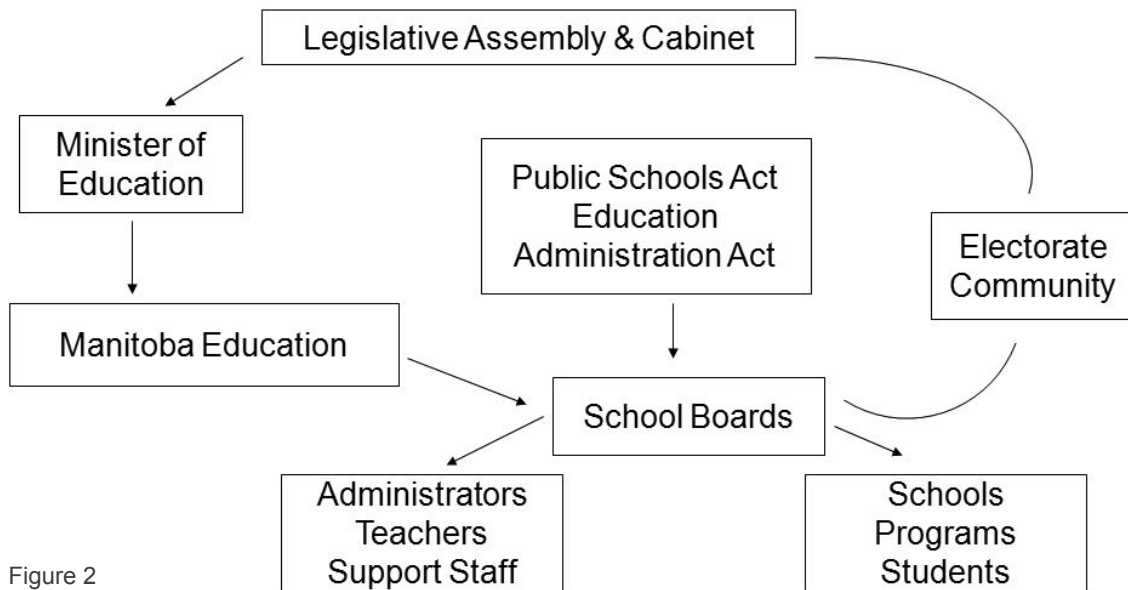 Legislative Assembly & Cabinet
Minister of
Education
Public Schools Act
Education
Administration Act
Electorate
Community
Manitoba Education
School Boards
Administrators
Teachers
Support Staff
Schools
Programs
Students
Figure 2